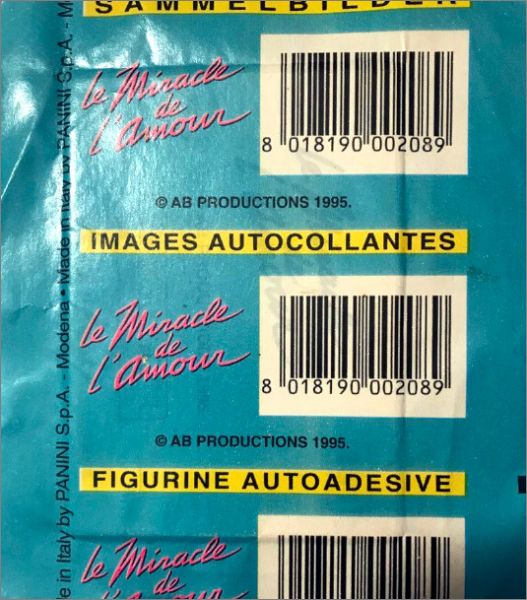 SAMMELBILDER
le Miracle
de
l'amour
8 018190 002089
© AB PRODUCTIONS 1995.
IMAGES AUTOCOLLANTES
le Miracle
de
l'amour
8 018190 002089
© AB PRODUCTIONS 1995.
FIGURINE AUTOADESIVE
le Miracle
de
e in Italy by PANINI S.p.A. - Modena • Made in Italy by PANINI S.p.A. - M